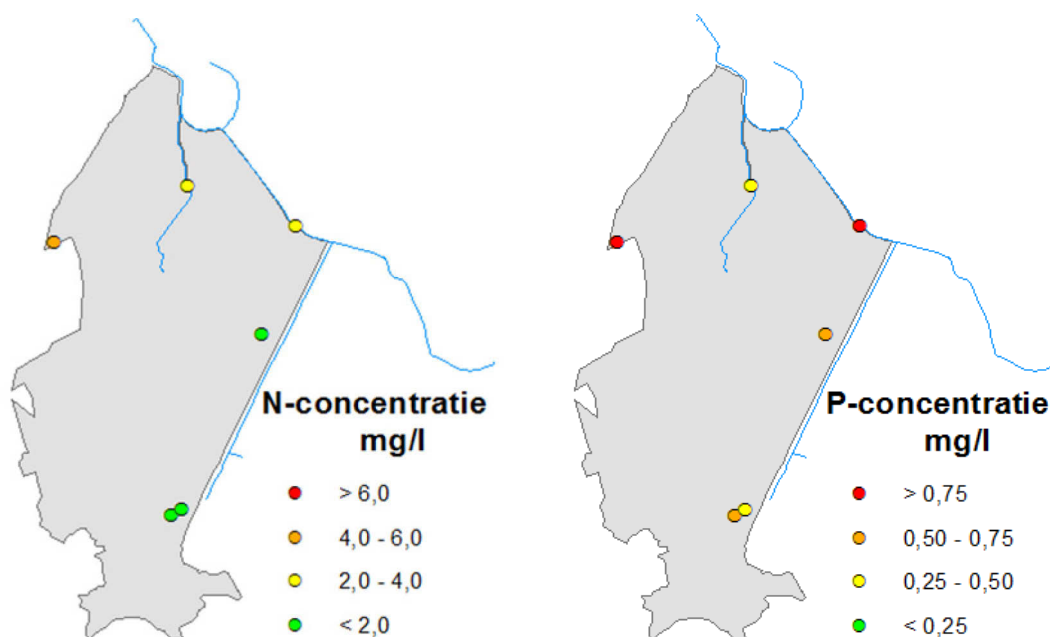 N-concentratie
mg/l
> 6,0
4,0 - 6,0
2,0 - 4,0
< 2,0
P-concentratie
mg/l
> 0,75
0,50 - 0,75
0,25 - 0,50
< 0,25